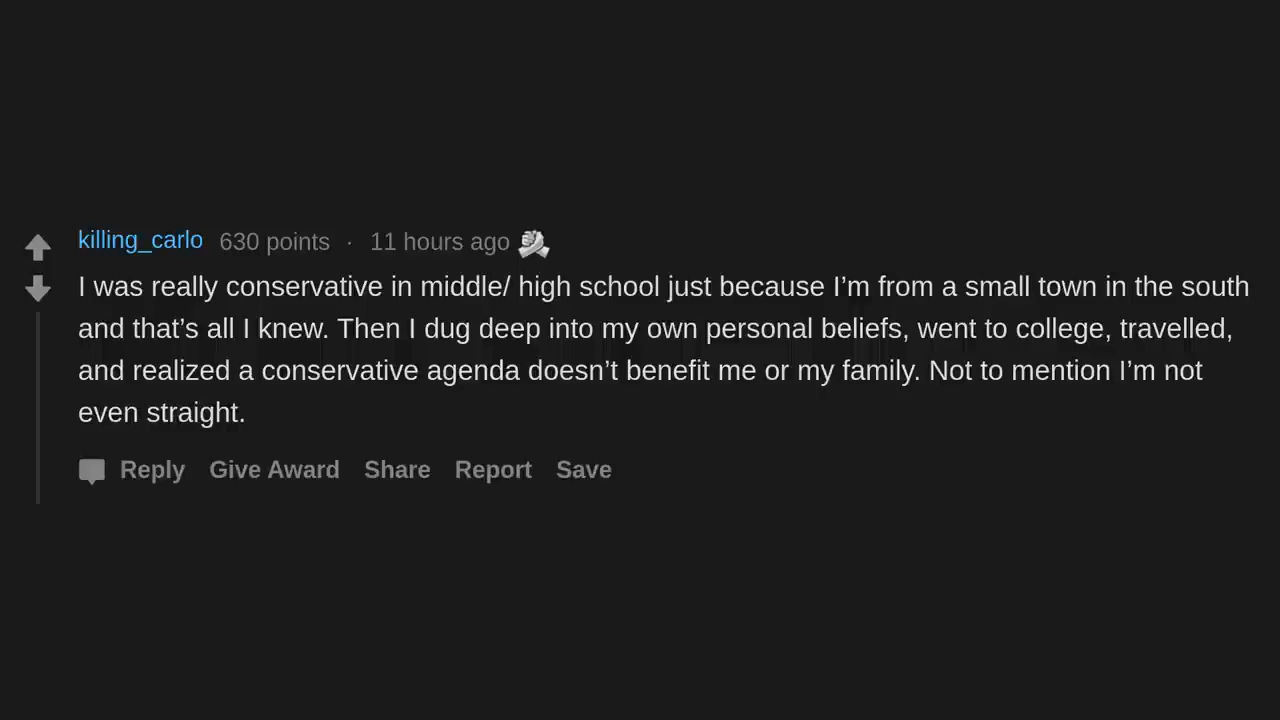 killing_carlo 630 points · 11 hours ago
I was really conservative in middle/ high school just because I’m from a small town in the south
and that’s all I knew. Then I dug deep into my own personal beliefs, went to college, travelled,
and realized a conservative agenda doesn’t benefit me or my family. Not to mention I’m not
even straight.
Reply Give Award Share Report Save